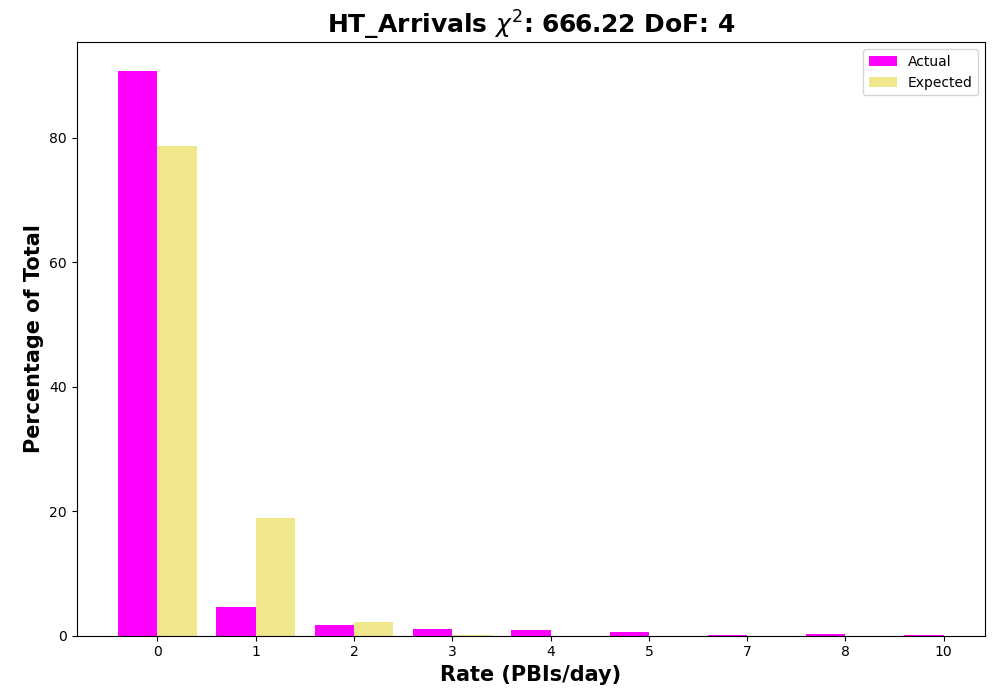 HT_Arrivals χ²: 666.22 DoF: 4
Actual
Expected
Percentage of Total
80
60
40
20
0
0 1 2 3 4 5 7 8 10
Rate (PBIs/day)